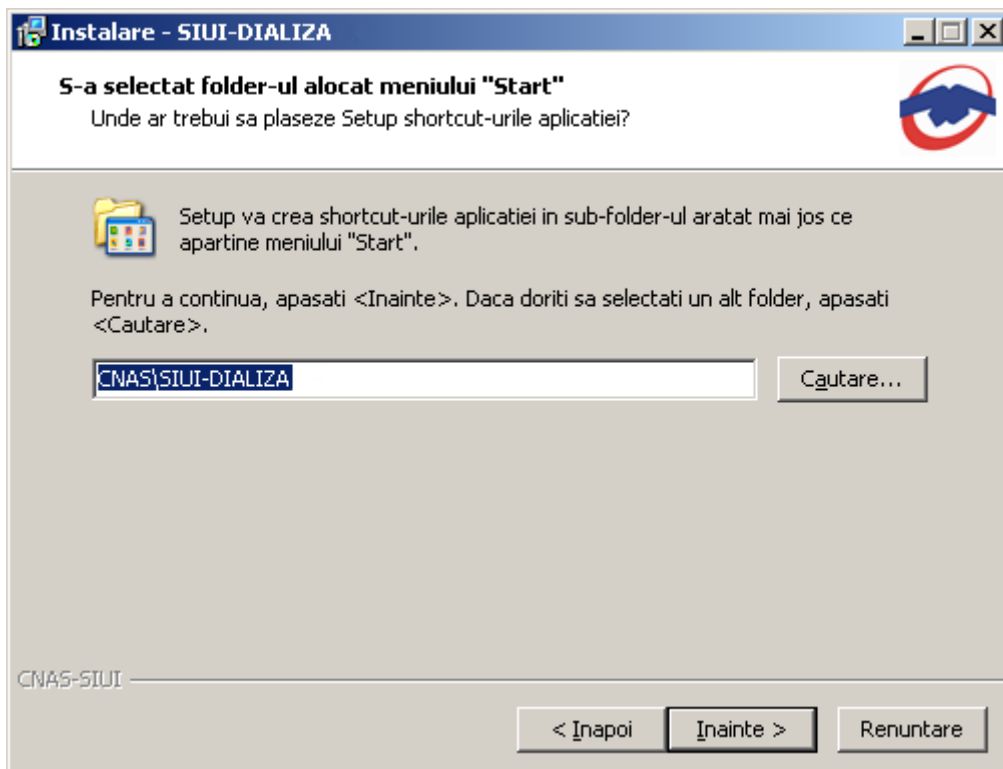 Instalare - SIUI-DIALIZA
S-a selectat folder-ul alocat meniului "Start"
Unde ar trebui sa plaseze Setup shortcut-urile aplicatiei?
Setup va crea shortcut-urile aplicatiei in sub-folder-ul aratat mai jos ce
apartine meniului "Start".
Pentru a continua, apasati <Inainte>. Daca doriti sa selectati un alt folder, apasati
<Cautare>.
CNAS\SIUI-DIALIZA
Cautare...
CNAS-SIUI
< Inapoi
Inainte >
Renuntare